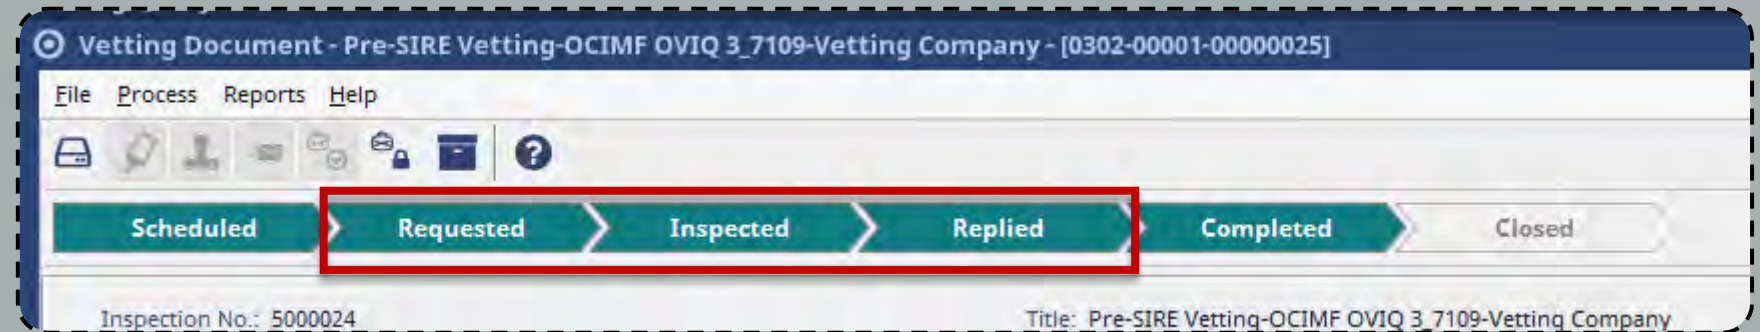 Vetting Document - Pre-SIRE Vetting-OCIMF OVIQ 3_7109-Vetting Company - [0302-00001-00000025]
File Process Reports Help
Scheduled Requested Inspected Replied Completed Closed
Inspection No.: 5000024 Title: Pre-SIRE Vetting-OCIMF OVIQ 3_7109-Vetting Company